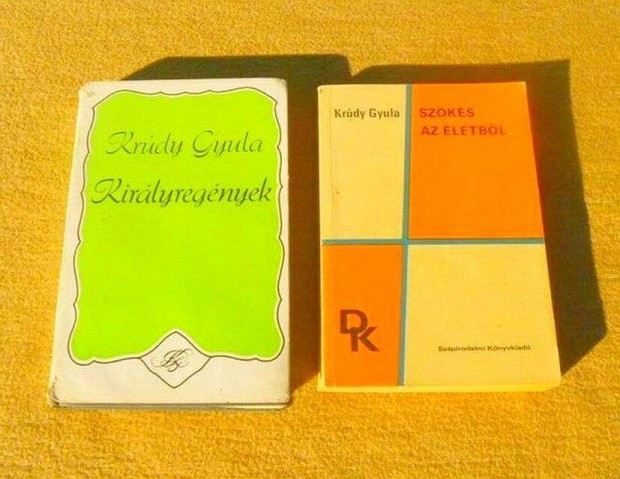 Krúdy Gyula
Királyregények
Krúdy Gyula
SZÖKÉS
AZ ÉLETBŐL
DK
Szépirodalmi Könyvkiadó